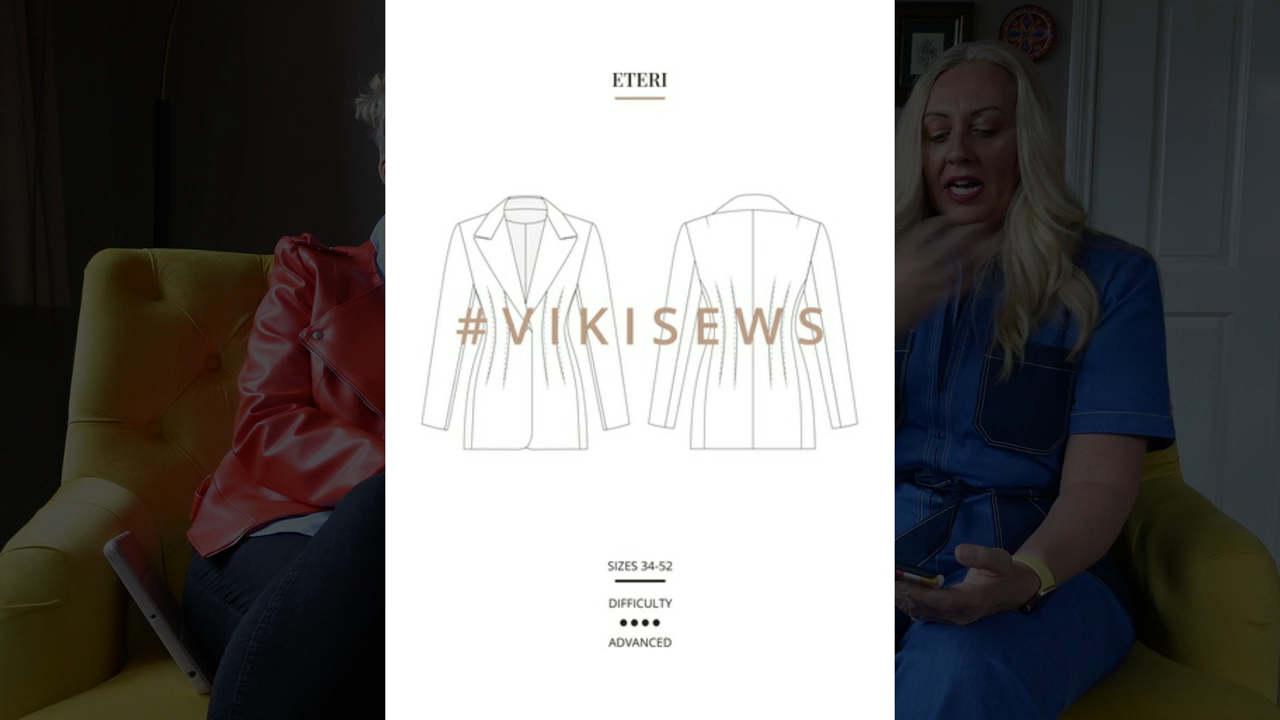 ETERI
#VIKISEWS
SIZES 34-52
DIFFICULTY
ADVANCED